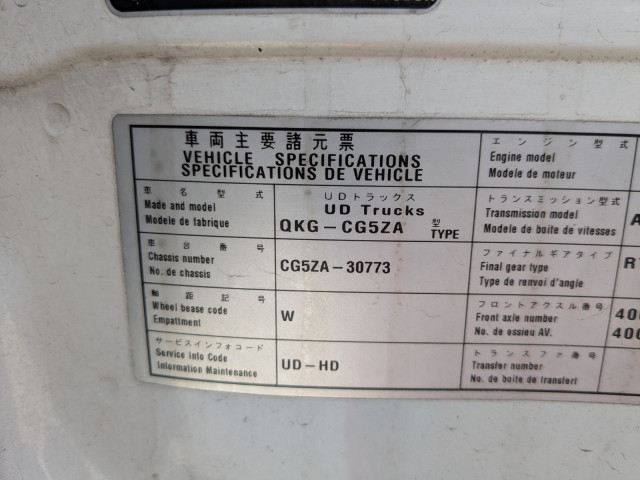 車両主要諸元票
VEHICLE SPECIFICATIONS
SPECIFICATIONS DE VEHICLE
車名型式
Made and model
Modele de fabrique
UDトラックス
UD Trucks
QKG-CG5ZA 型 TYPE
車台番号
Chassis number
No. de chassis
CG5ZA-30773
軸距記号
Wheel bease code
Empattment
W
サービスインフォコード
Service info Code
Information Maintenance
UD-HD
エンジン型式
Engine model
Modele de moteur
トランスミッション型式
Transmission model
Modele de boite de vitesses
A
ファイナルギアタイプ
Final gear type
Type de renvoi d'angle
フロントアクスル番号
Front axle number
No. de essieu AV.
400
400
トランスファ番号
Transfer number
No. de boite de transfert